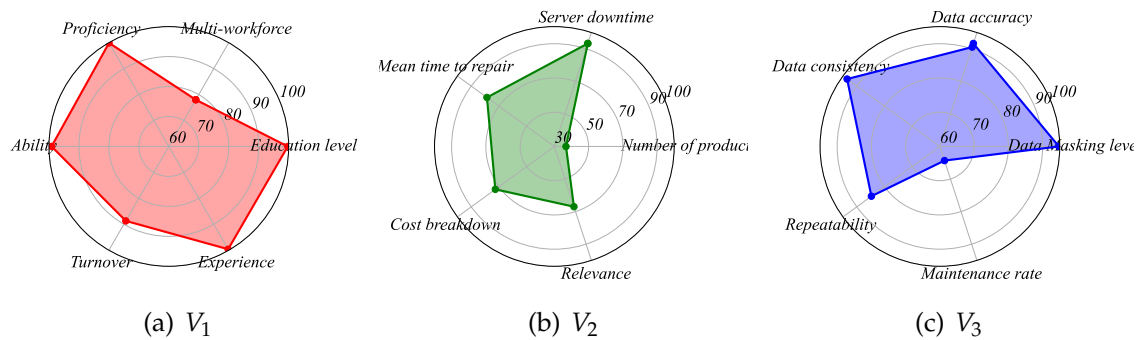 Proficiency
Multi-workforce
100
90
80
70
60
Ability
Education level
Turnover
Experience
(a) V1
Server downtime
Mean time to repair
100
90
70
50
30
Number of product
Cost breakdown
Relevance
(b) V2
Data accuracy
Data consistency
100
90
80
70
60
Data Masking leve
Repeatability
Maintenance rate
(c) V3